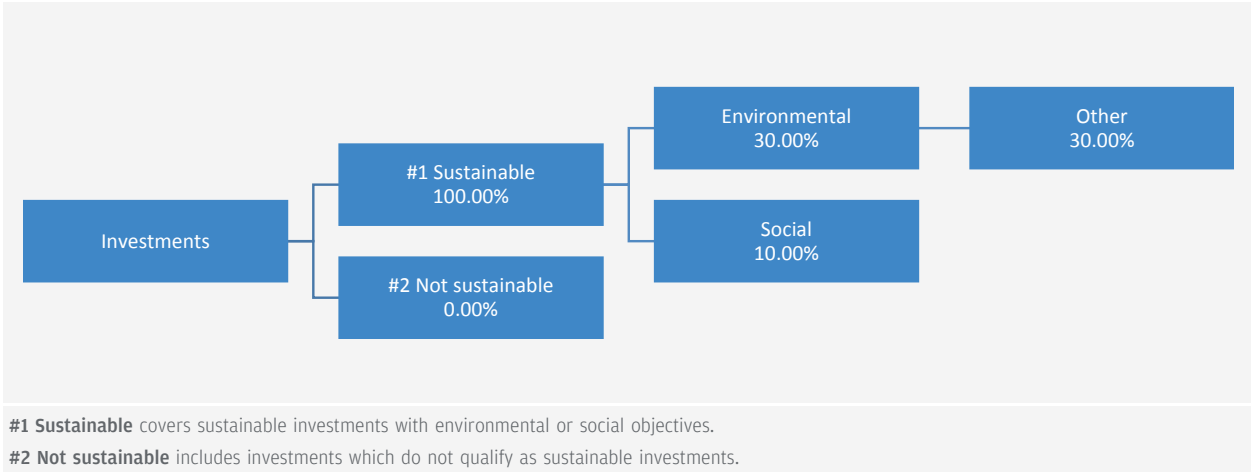 Investments
#1 Sustainable
100.00%
#2 Not sustainable
0.00%
Environmental
30.00%
Social
10.00%
Other
30.00%
#1 Sustainable covers sustainable investments with environmental or social objectives.
#2 Not sustainable includes investments which do not qualify as sustainable investments.